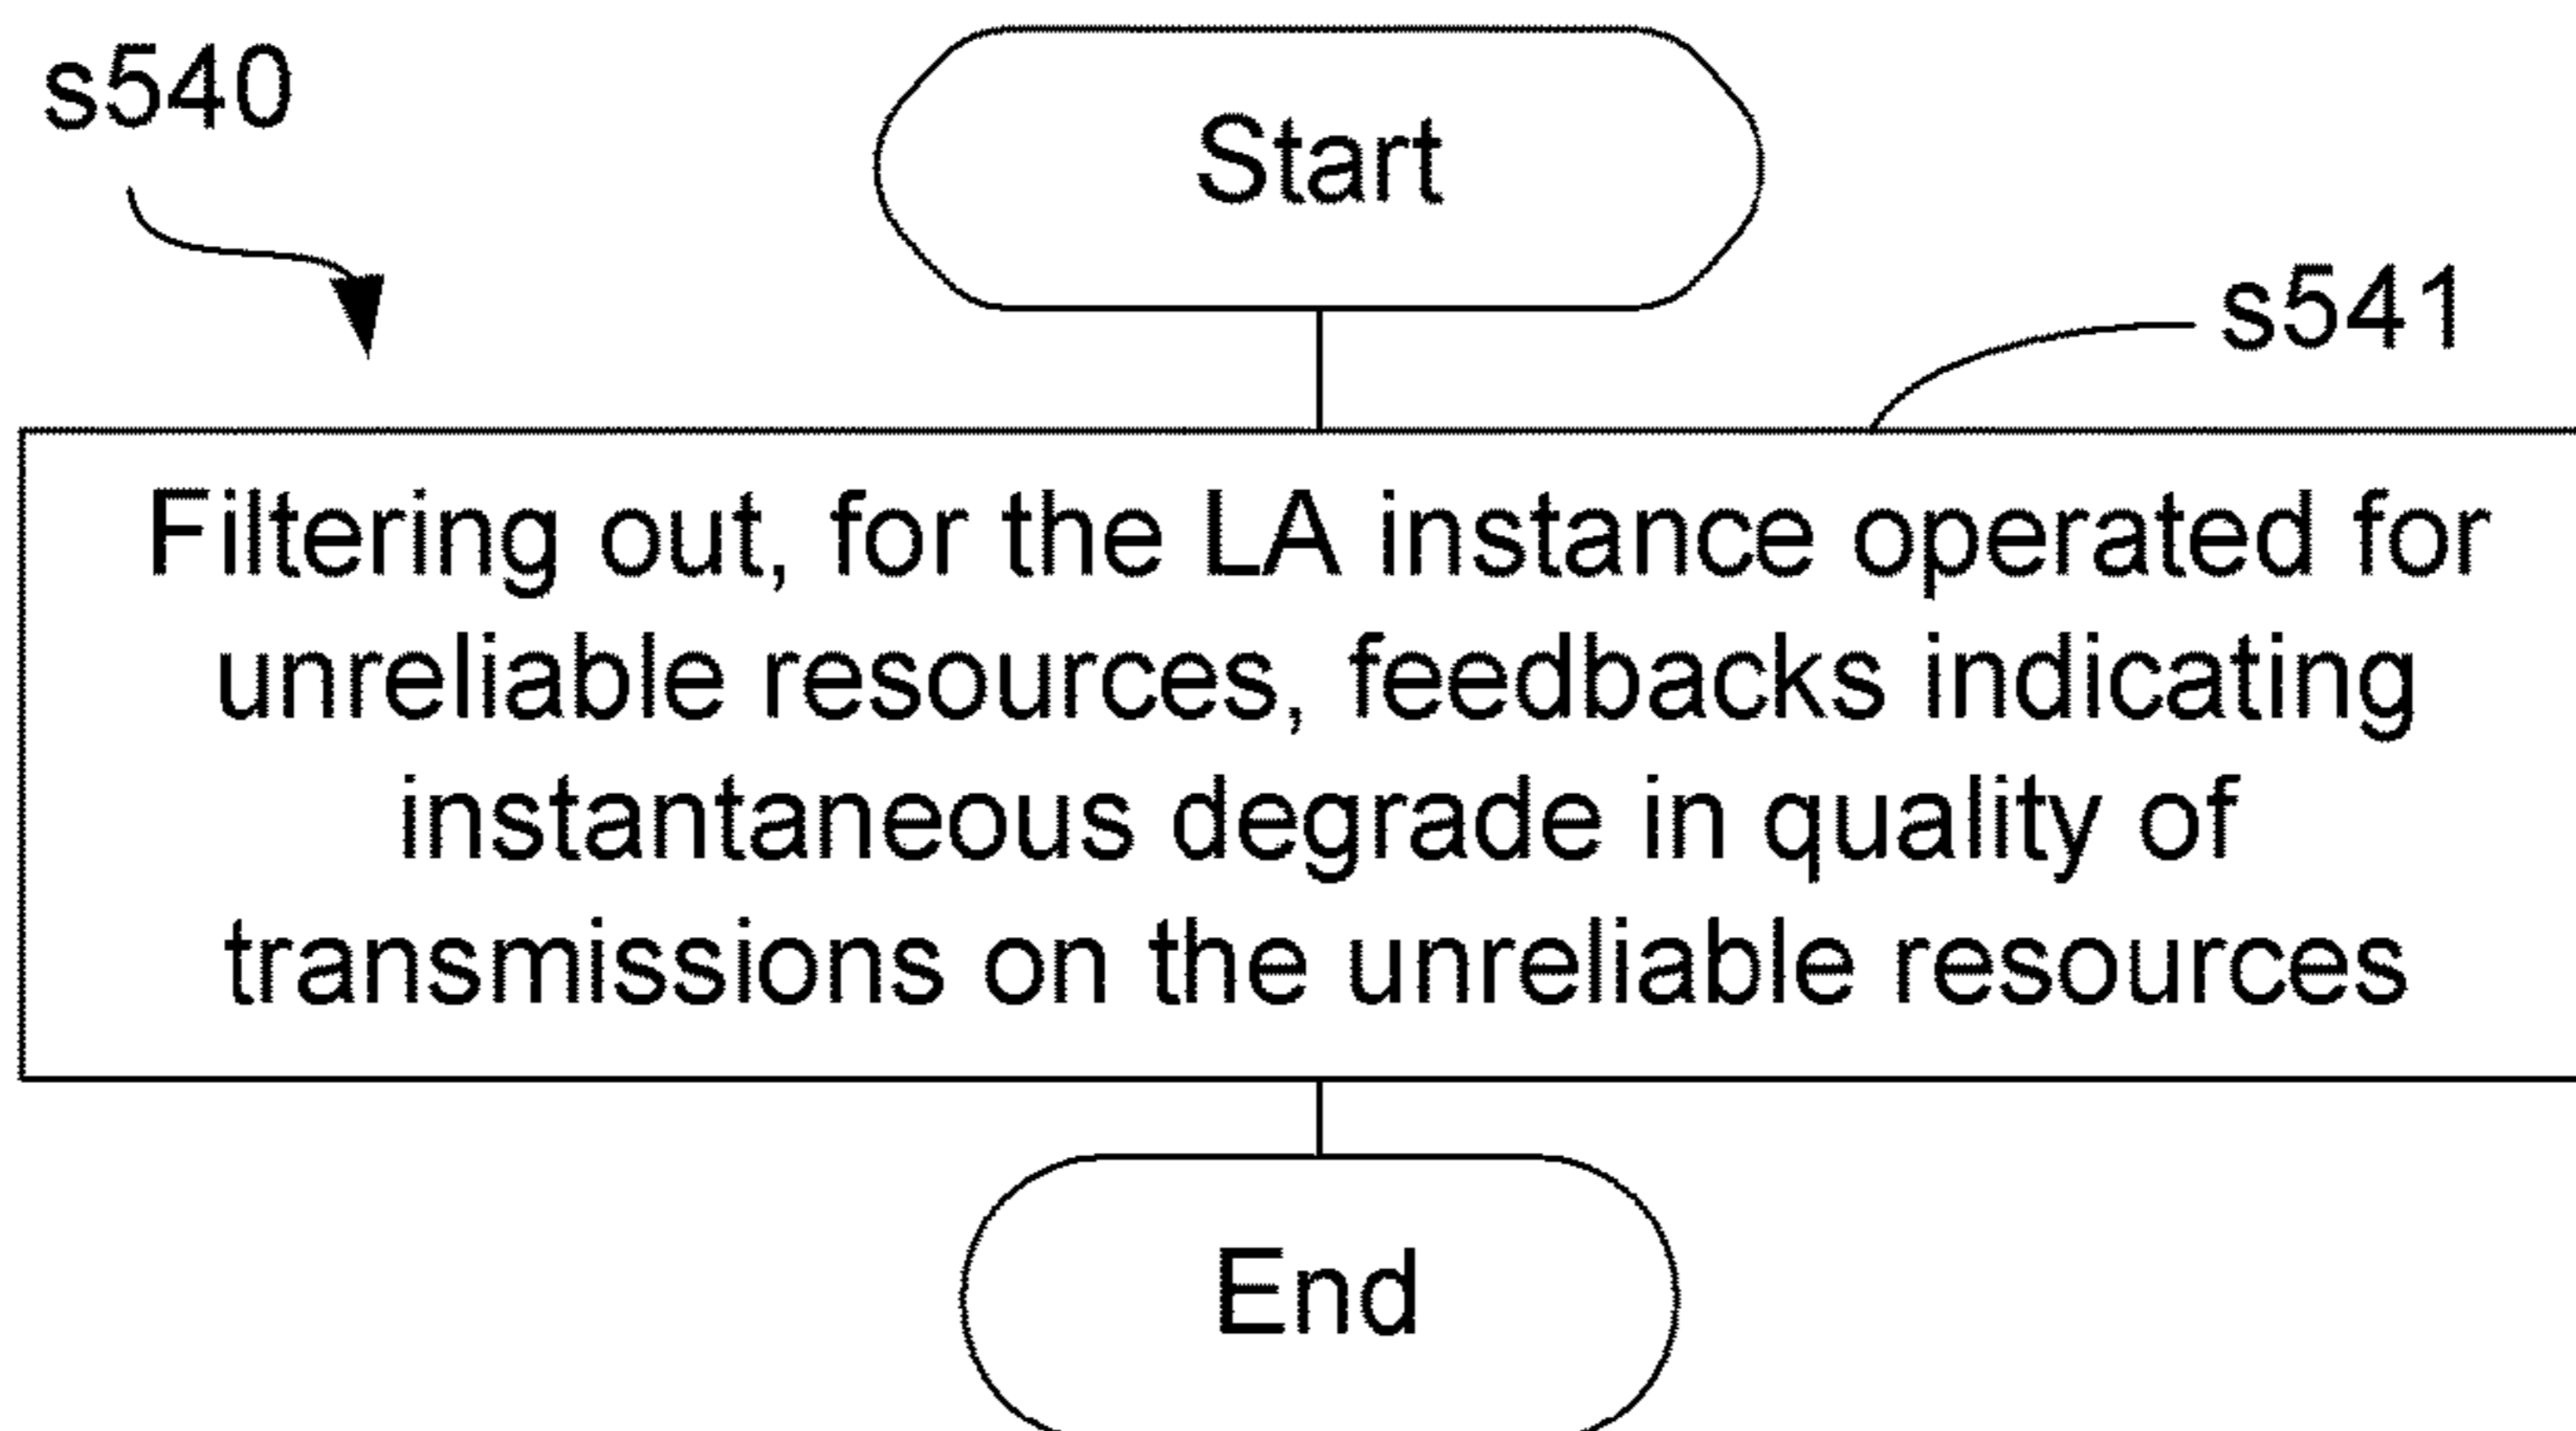 s540
Start
s541
Filtering out, for the LA instance operated for
unreliable resources, feedbacks indicating
instantaneous degrade in quality of
transmissions on the unreliable resources
End